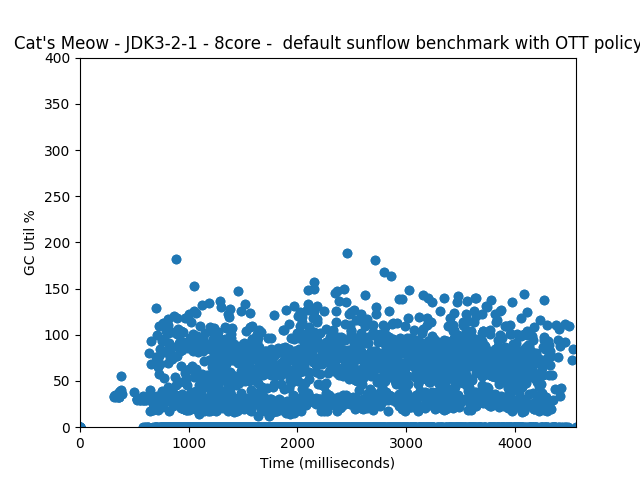 Cat's Meow - JDK3-2-1 - 8core -  default sunflow benchmark with OTT policy
400
350
300
250
200
150
100
50
0
GC Util %
0 1000 2000 3000 4000
Time (milliseconds)